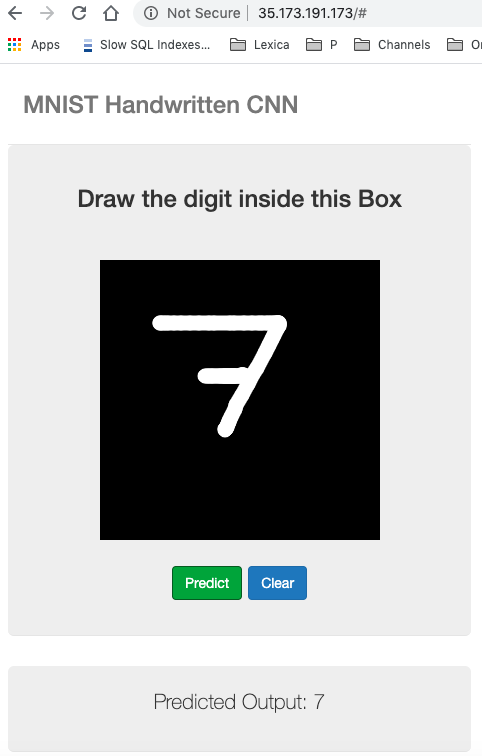 Not Secure | 35.173.191.173/#
Apps Slow SQL Indexes... Lexica P Channels
MNIST Handwritten CNN
Draw the digit inside this Box
7
Predict Clear
Predicted Output: 7